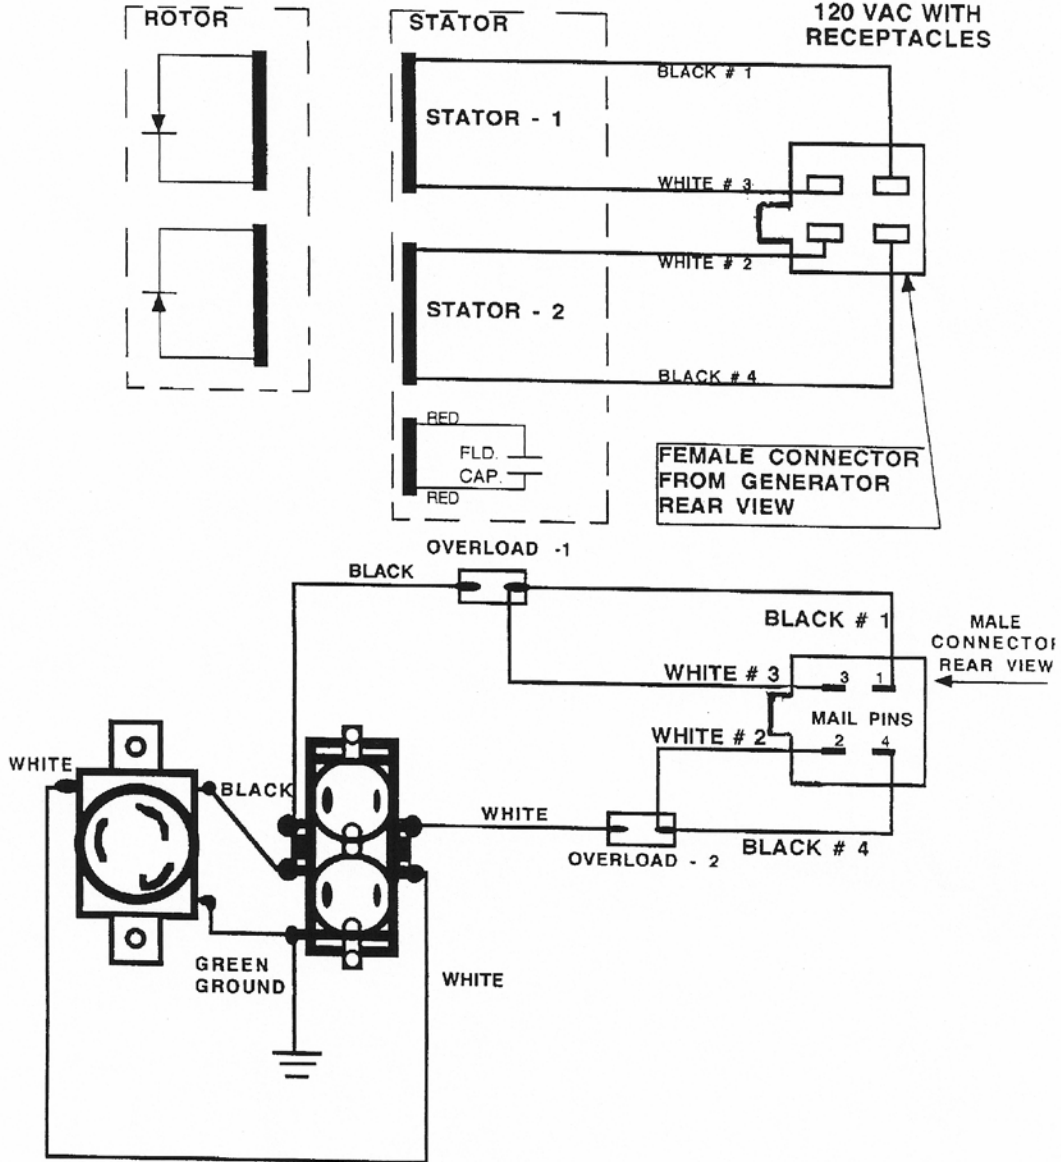 ROTOR
STATOR
120 VAC WITH
RECEPTACLES
BLACK # 1
STATOR - 1
WHITE # 3
WHITE # 2
STATOR - 2
BLACK # 4
RED
FLD.
CAP.
RED
FEMALE CONNECTOR
FROM GENERATOR
REAR VIEW
OVERLOAD -1
BLACK
BLACK # 1
MALE
CONNECTOR
REAR VIEW
WHITE # 3
3 1
MAIL PINS
2 4
WHITE # 2
WHITE
BLACK
WHITE
OVERLOAD - 2
BLACK # 4
GREEN
GROUND
WHITE